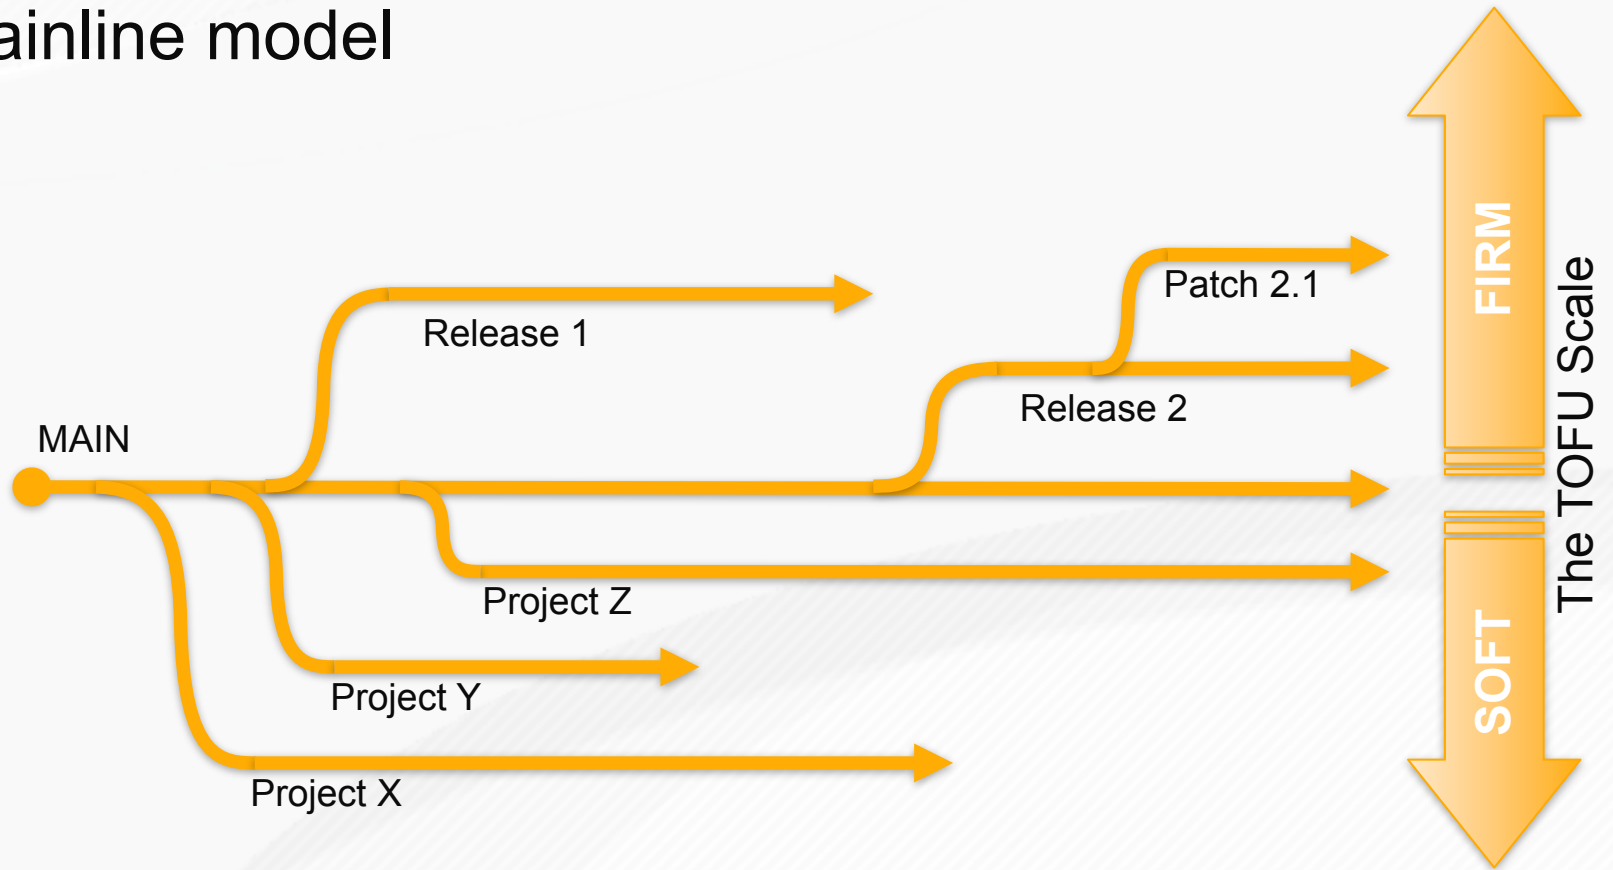 ainline model
FIRM
Patch 2.1
Release 1
The TOFU Scale
Release 2
MAIN
Project Z
SOFT
Project Y
Project X